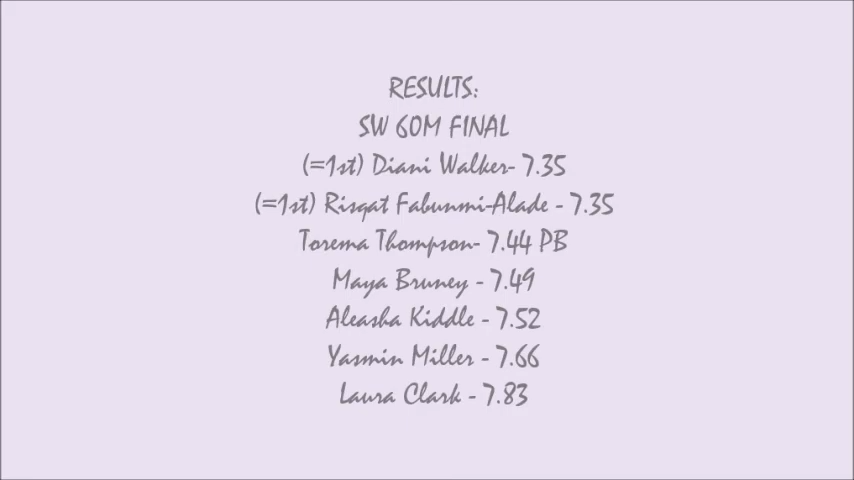 RESULTS:
SW 60M FINAL
(=1st) Diani Walker- 7.35
(=1st) Risqat Fabunmi-Alade - 7.35
Torema Thompson- 7.44 PB
Maya Bruney - 7.49
Aleasha Kiddle - 7.52
Yasmin Miller - 7.66
Laura Clark - 7.83